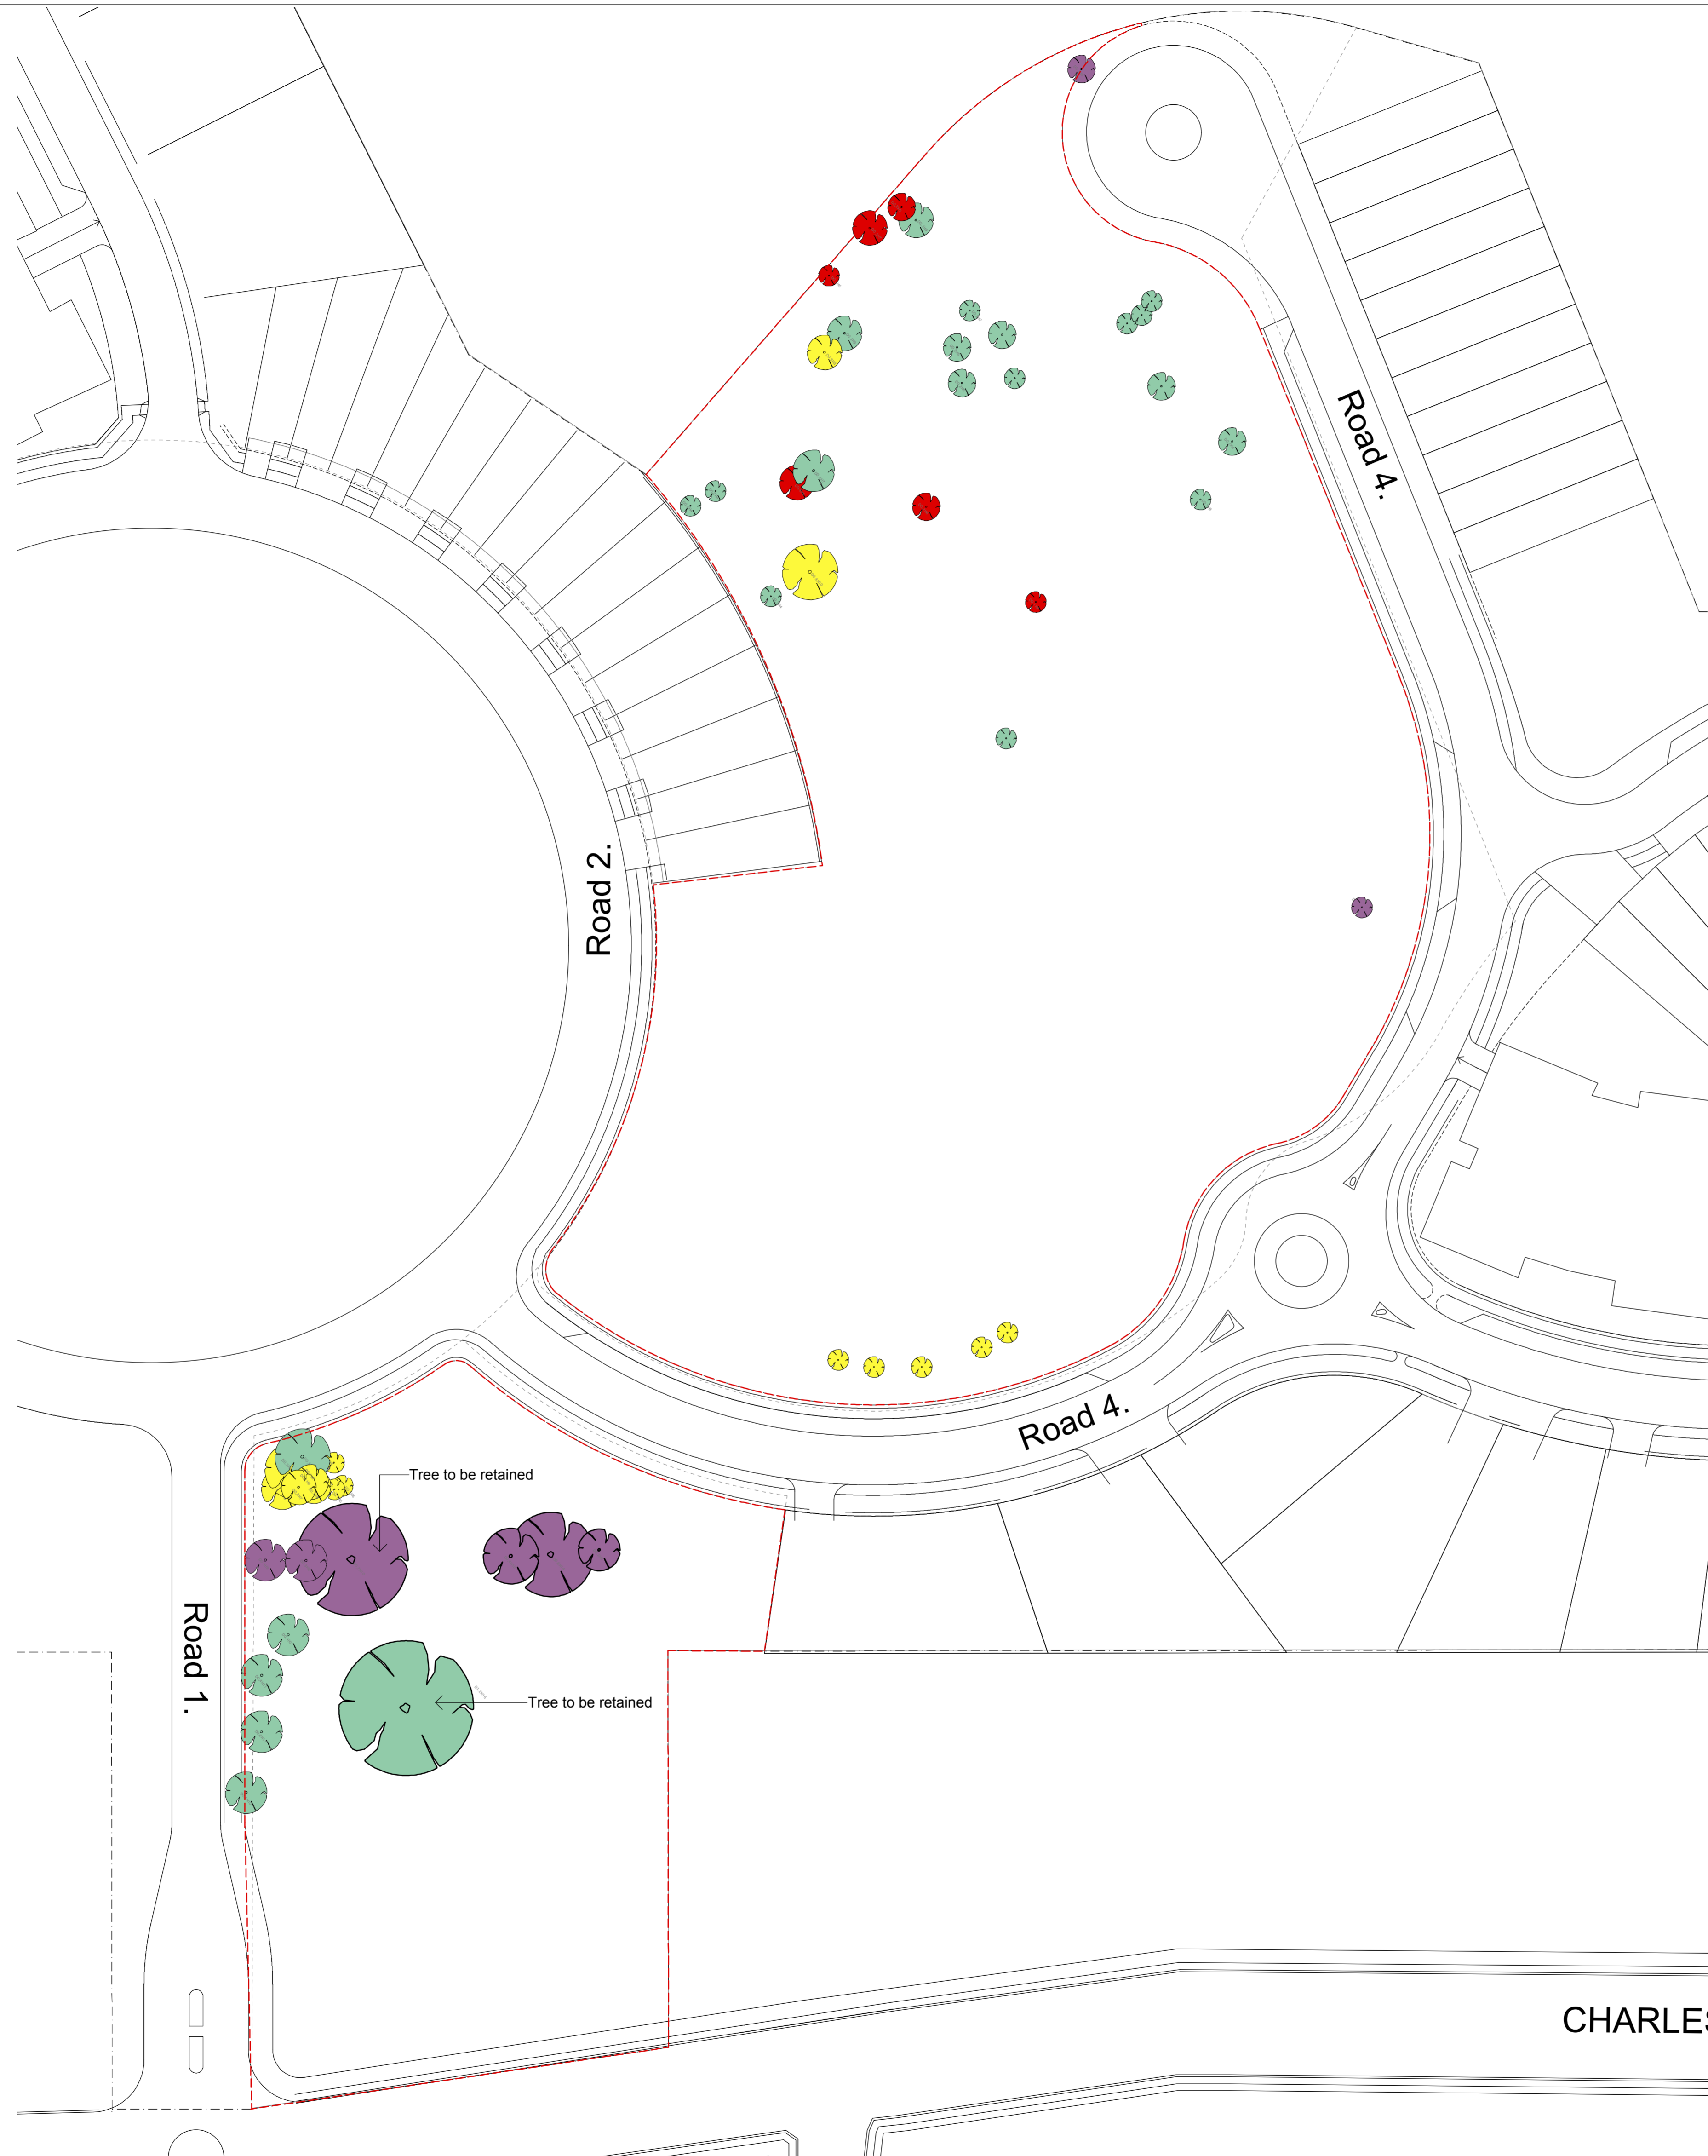 Road 4.
Road 2.
Road 4.
Tree to be retained
Road 1.
Tree to be retained
CHARLES